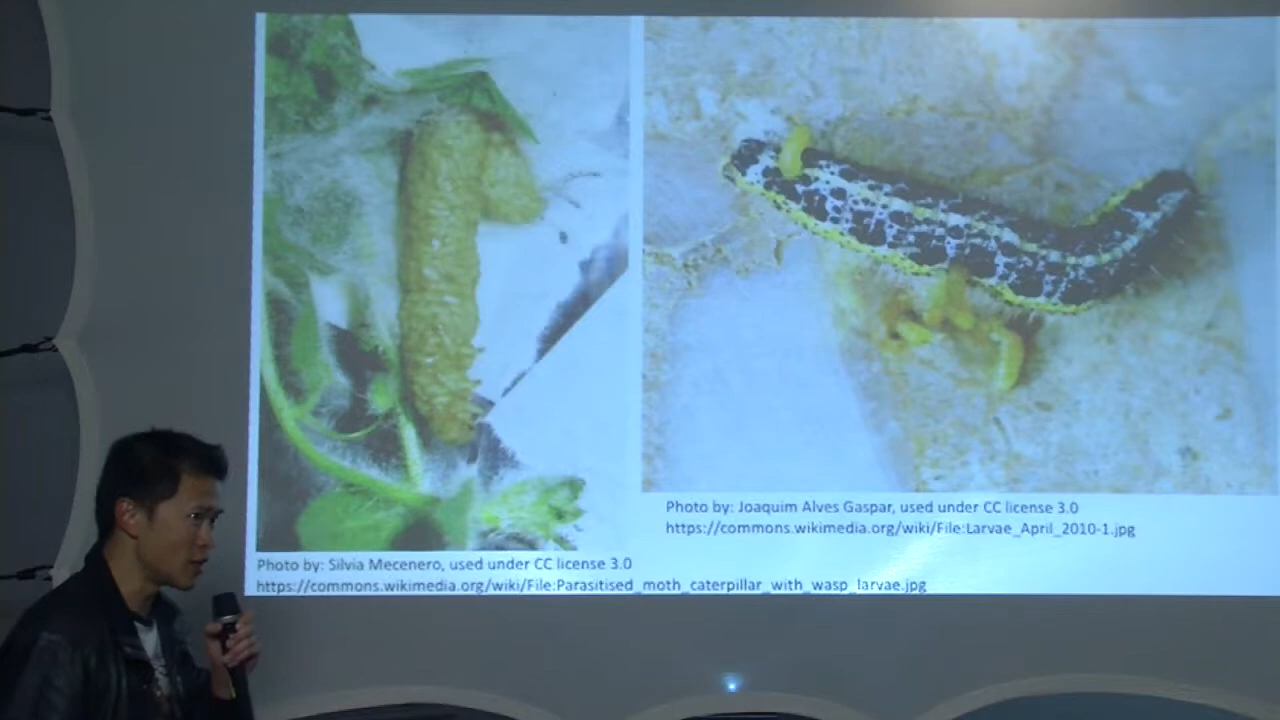 Photo by: Joaquim Alves Gaspar, used under CC license 3.0
https://commons.wikimedia.org/wiki/File:Larvae_April_2010-1.jpg
Photo by: Silvia Mecenero, used under CC license 3.0
https://commons.wikimedia.org/wiki/File:Parasitised_moth_caterpillar_with_wasp_larvae.jpg